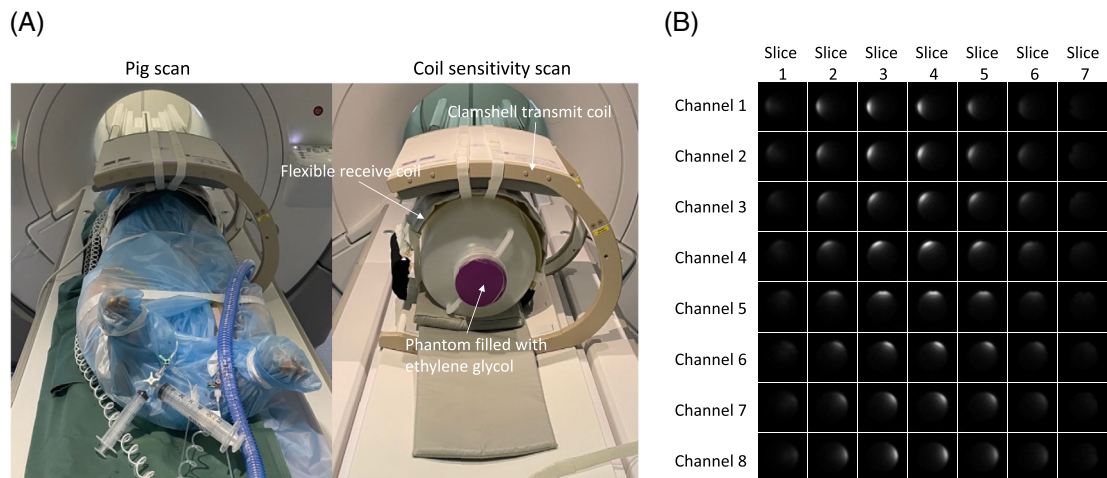 (A)
Pig scan
Coil sensitivity scan
Clamshell transmit coil
Flexible receive coil
Phantom filled with
ethylene glycol
(B)
Slice Slice Slice Slice Slice Slice Slice
1 2 3 4 5 6 7
Channel 1
Channel 2
Channel 3
Channel 4
Channel 5
Channel 6
Channel 7
Channel 8